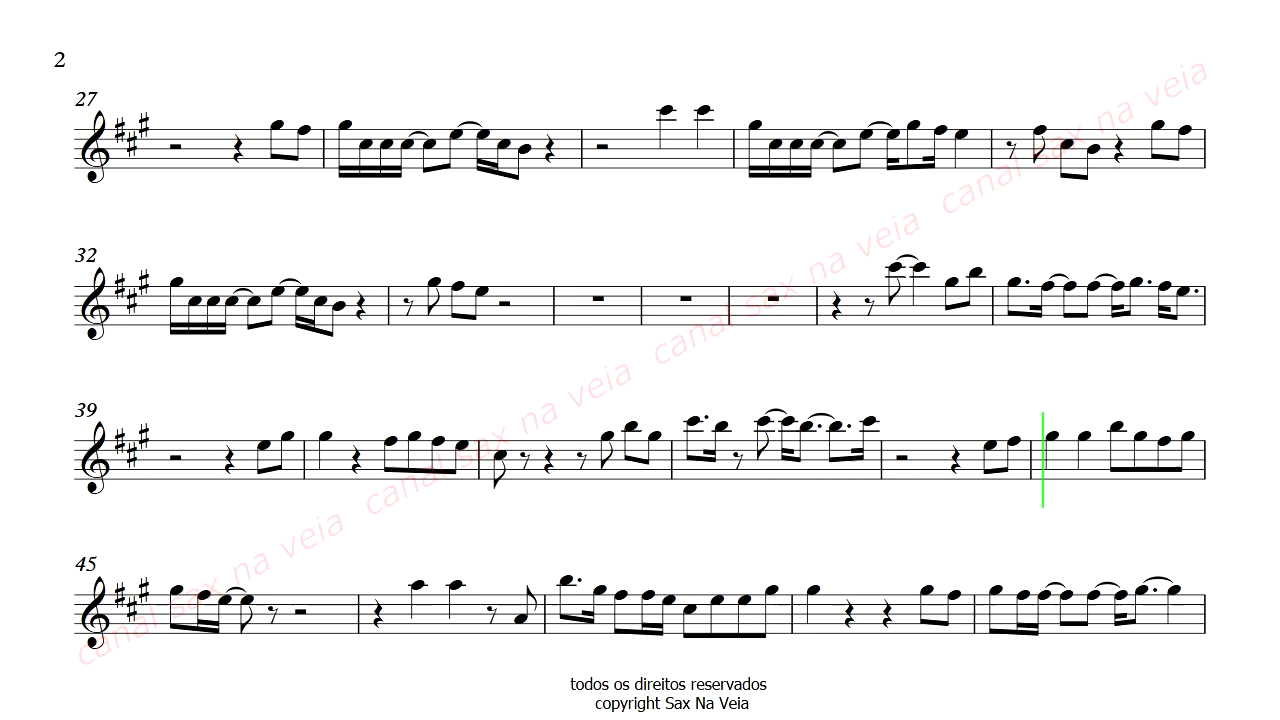 2
27
32
39
45
canal sax na veia canal sax na veia canal sax na veia canal sax na veia
todos os direitos reservados
copyright Sax Na Veia